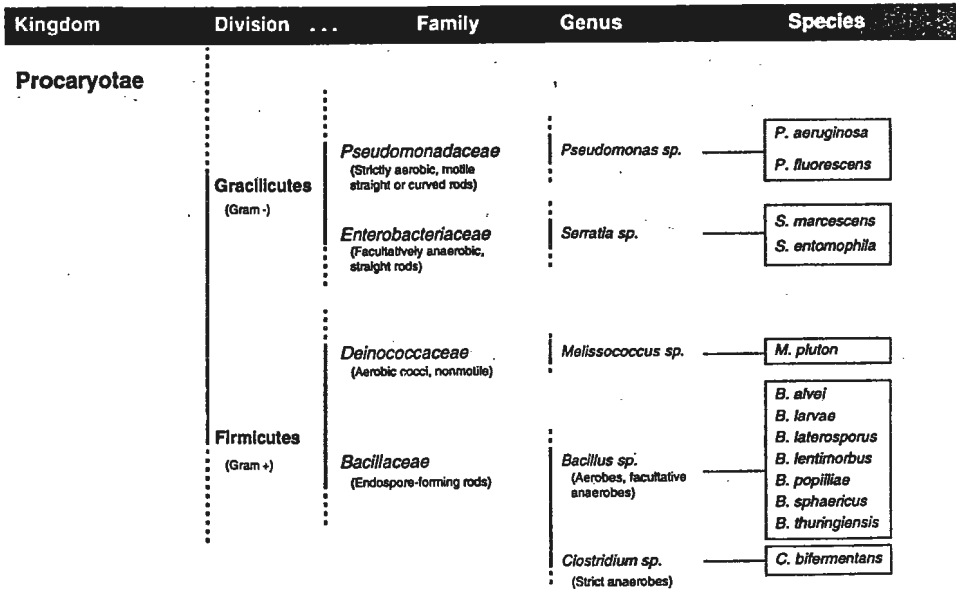 Kingdom Division ... Family Genus Species
Procaryotae
Gracilicutes
(Gram -)
Pseudomonadaceae
(Strictly aerobic, motile
straight or curved rods)
Pseudomonas sp.
P. aeruginosa
P. fluorescens
Enterobacteriaceae
(Facultatively anaerobic,
straight rods)
Serratia sp.
S. marcescens
S. entomophila
Firmicutes
(Gram +)
Deinococcaceae
(Aerobic cocci, nonmotile)
Melissococcus sp.
M. pluton
Bacillaceae
(Endospore-forming rods)
Bacillus sp.
(Aerobes, facultative
anaerobes)
B. alvei
B. larvae
B. laterosporus
B. lentimorbus
B. popilliae
B. sphaericus
B. thuringiensis
Clostridium sp.
(Strict anaerobes)
C. bifermentans